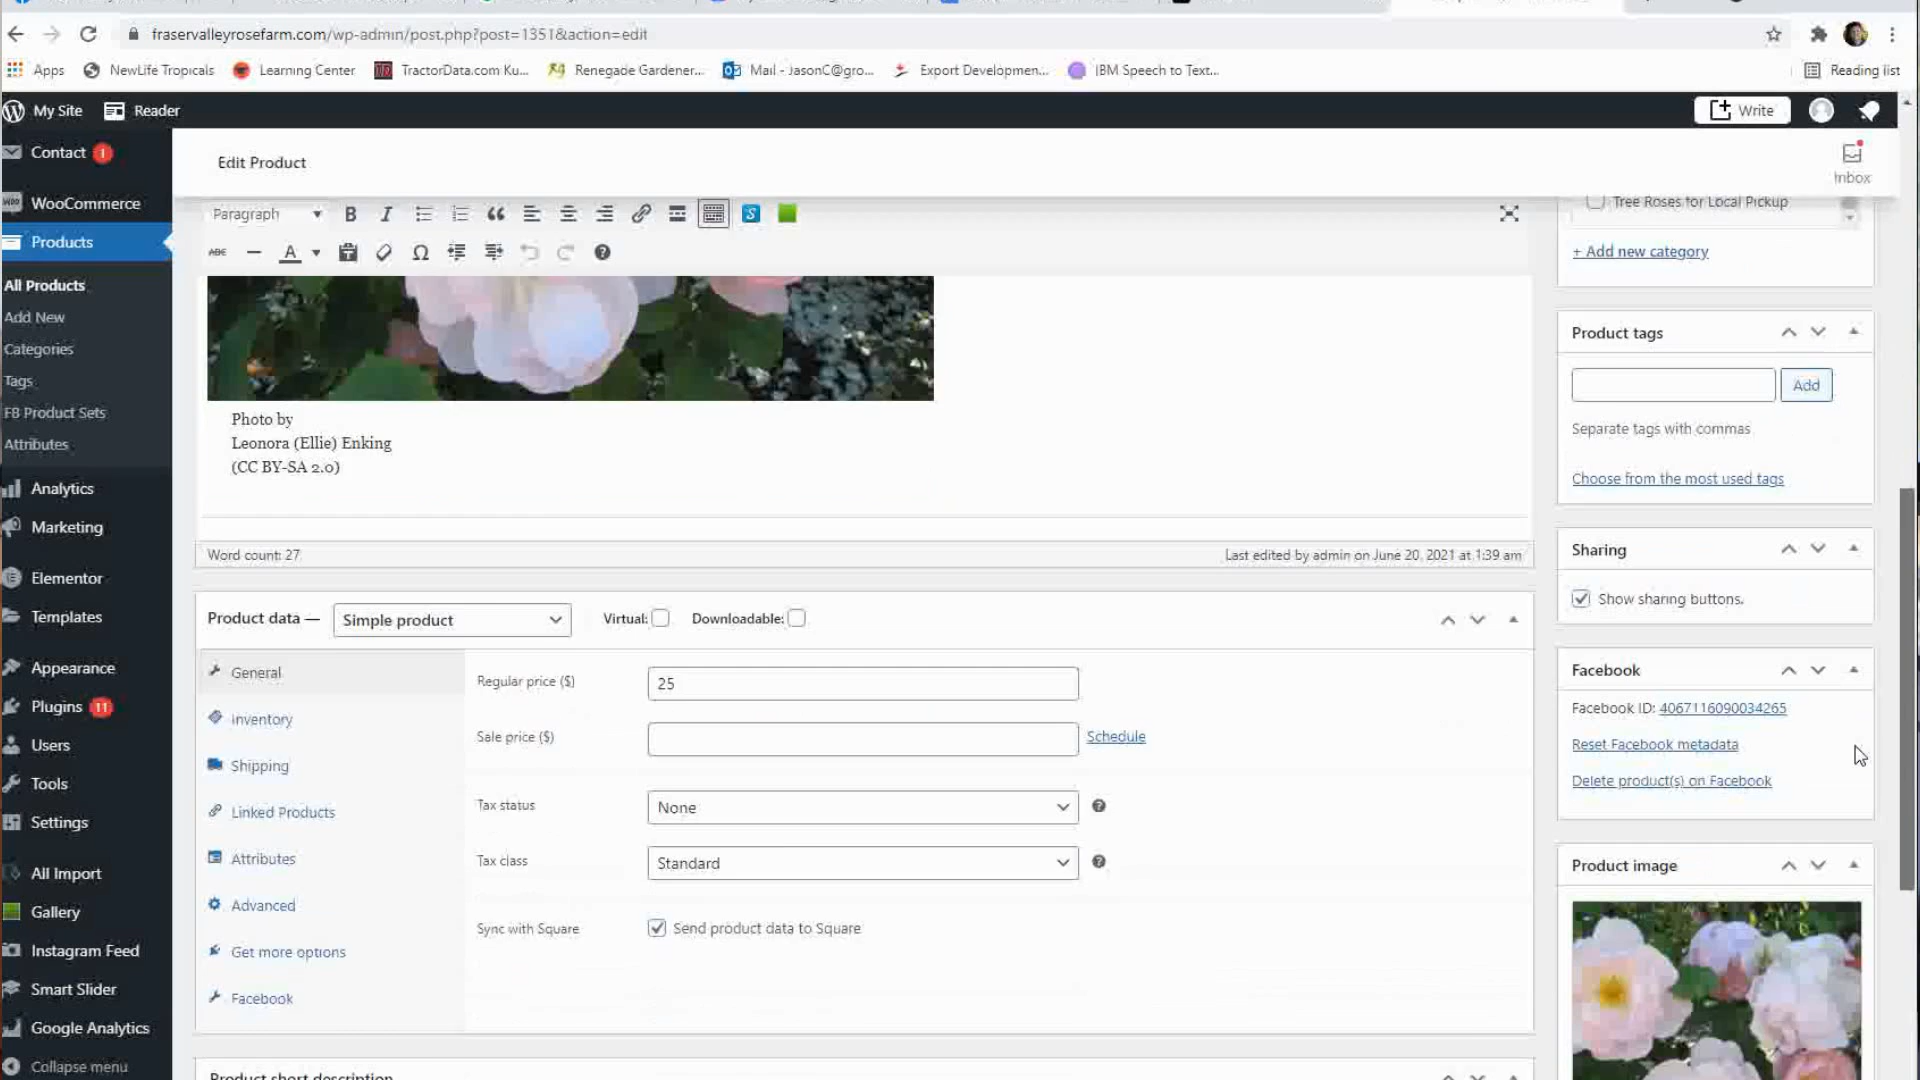 fraservalleyrosefarm.com/wp-admin/post.php?post=1351&action=edit
Apps
NewLife Tropicals
Learning Center
TractorData.com Ku...
Renegade Gardener...
Mail - JasonC@gro...
Export Developmen...
IBM Speech to Text...
Reading list
My Site
Reader
Write
Contact 1
Edit Product
Inbox
WooCommerce
Products
All Products
Add New
Categories
Tags
FB Product Sets
Attributes
Analytics
Marketing
Elementor
Templates
Appearance
Plugins 11
Users
Tools
Settings
All Import
Gallery
Instagram Feed
Smart Slider
Google Analytics
Collapse menu
Paragraph
Photo by
Leonora (Ellie) Enking
(CC BY-SA 2.0)
Word count: 27
Last edited by admin on June 20, 2021 at 1:39 am
Product data —
Simple product
Virtual:
Downloadable:
General
Inventory
Shipping
Linked Products
Attributes
Advanced
Get more options
Facebook
Regular price ($)
25
Sale price ($)
Schedule
Tax status
None
Tax class
Standard
Sync with Square
Send product data to Square
Product short description
Tree Roses for Local Pickup
+ Add new category
Product tags
Add
Separate tags with commas
Choose from the most used tags
Sharing
Show sharing buttons.
Facebook
Facebook ID: 4067116090034265
Reset Facebook metadata
Delete product(s) on Facebook
Product image